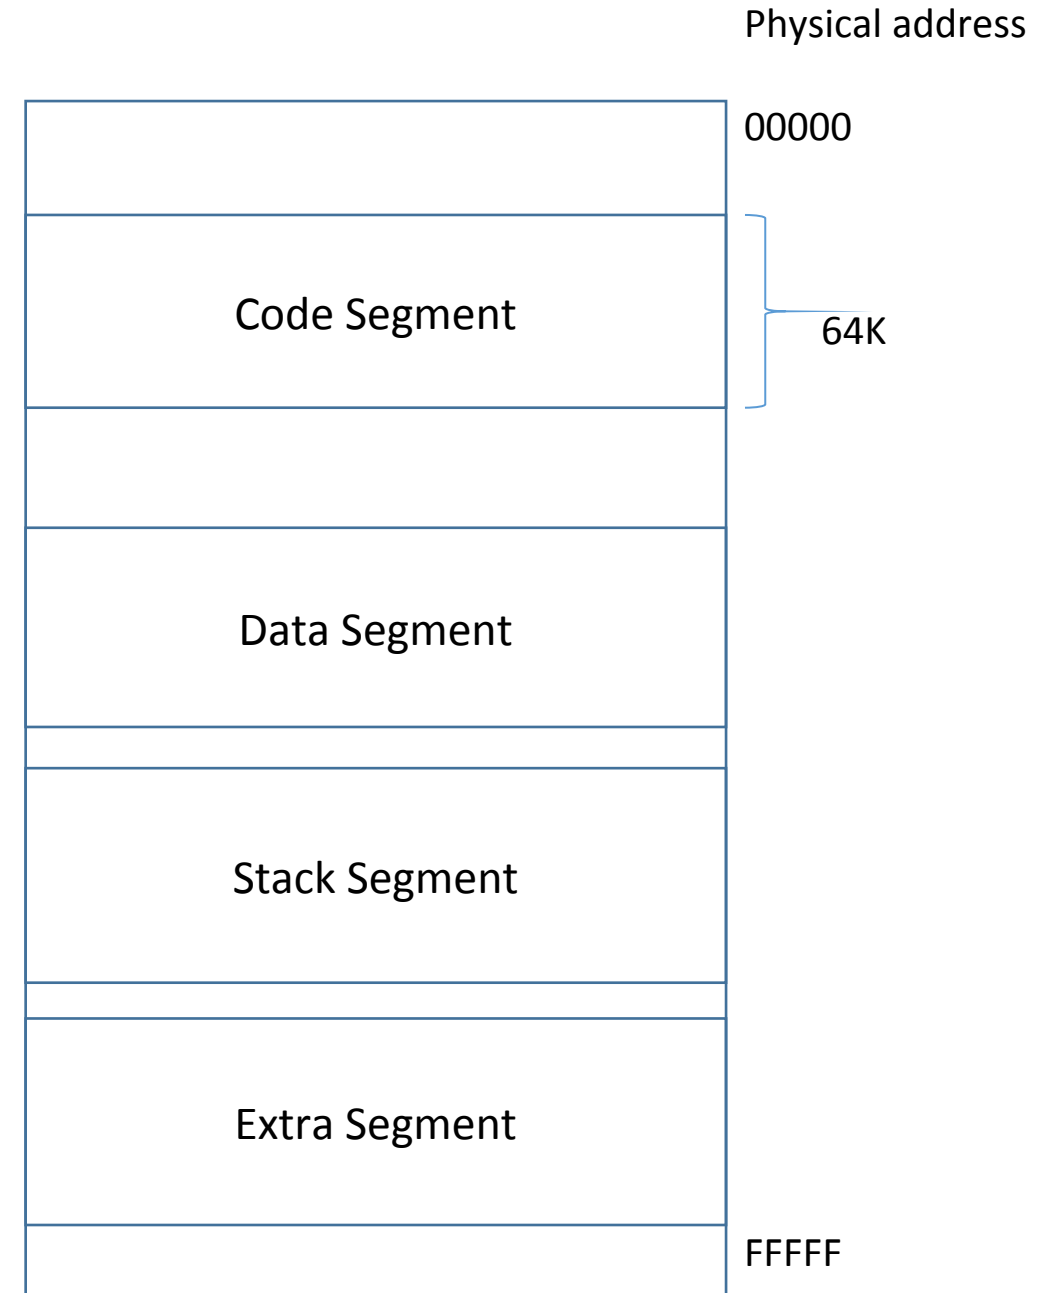 Physical address
00000
Code Segment
64K
Data Segment
Stack Segment
Extra Segment
FFFFF